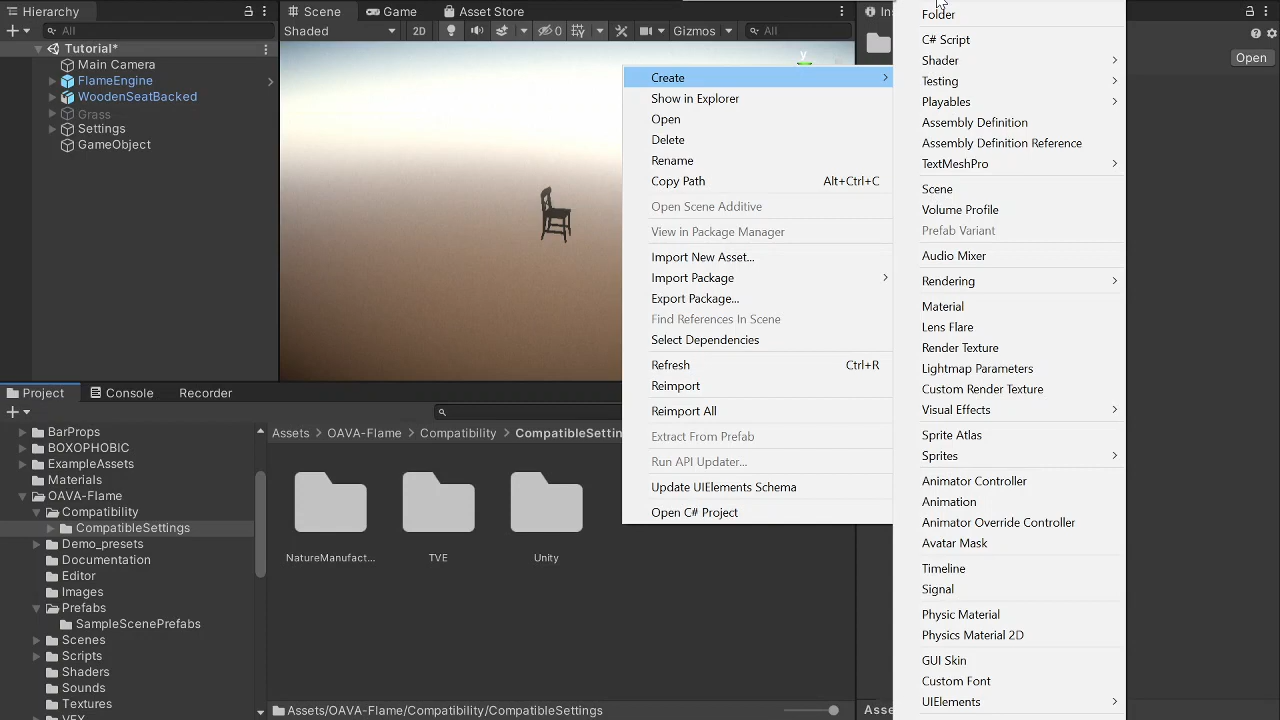 Hierarchy
All
Tutorial*
Main Camera
FlameEngine
WoodenSeatBacked
Grass
Settings
GameObject
Scene
Game
Asset Store
Shaded
2D
0
Gizmos
All
y
Open
Create
Show in Explorer
Open
Delete
Rename
Copy Path Alt+Ctrl+C
Open Scene Additive
View in Package Manager
Import New Asset...
Import Package
Export Package...
Find References In Scene
Select Dependencies
Refresh Ctrl+R
Reimport
Reimport All
Extract From Prefab
Run API Updater...
Update UIElements Schema
Open C# Project
Folder
C# Script
Shader
Testing
Playables
Assembly Definition
Assembly Definition Reference
TextMeshPro
Scene
Volume Profile
Prefab Variant
Audio Mixer
Rendering
Material
Lens Flare
Render Texture
Lightmap Parameters
Custom Render Texture
Visual Effects
Sprite Atlas
Sprites
Animator Controller
Animation
Animator Override Controller
Avatar Mask
Timeline
Signal
Physic Material
Physics Material 2D
GUI Skin
Custom Font
UIElements
Project
Console
Recorder
BarProps
BOXOPHOBIC
ExampleAssets
Materials
OAVA-Flame
Compatibility
CompatibleSettings
Demo_presets
Documentation
Editor
Images
Prefabs
SampleScenePrefabs
Scenes
Scripts
Shaders
Sounds
Textures
VFX
Assets > OAVA-Flame > Compatibility > CompatibleSettin
NatureManufact...
TVE
Unity
Assets/OAVA-Flame/Compatibility/CompatibleSettings